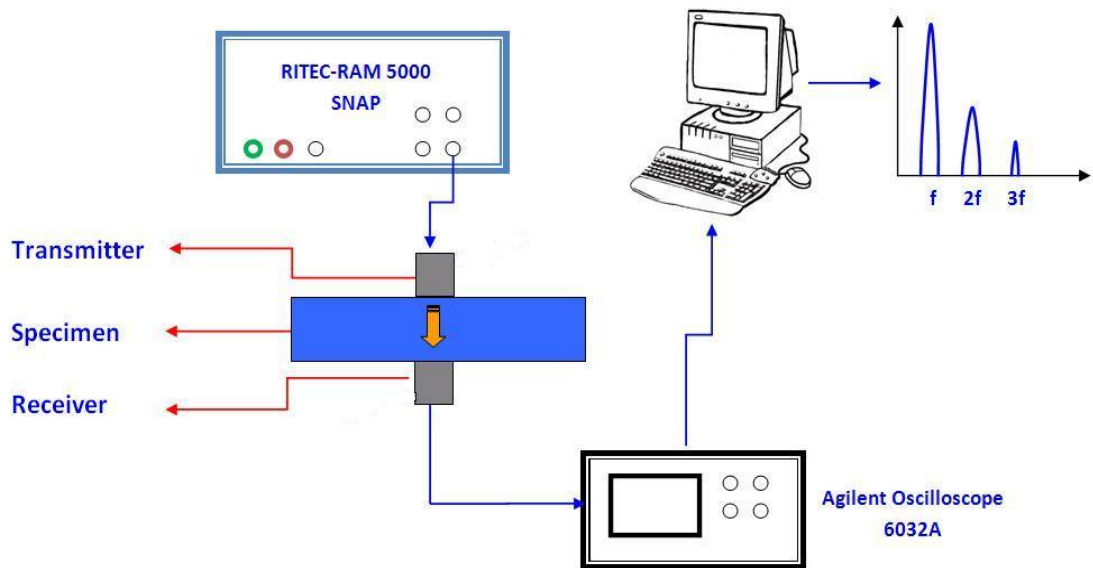 RITEC-RAM 5000
SNAP
f 2f 3f
Transmitter
Specimen
Receiver
Agilent Oscilloscope
6032A